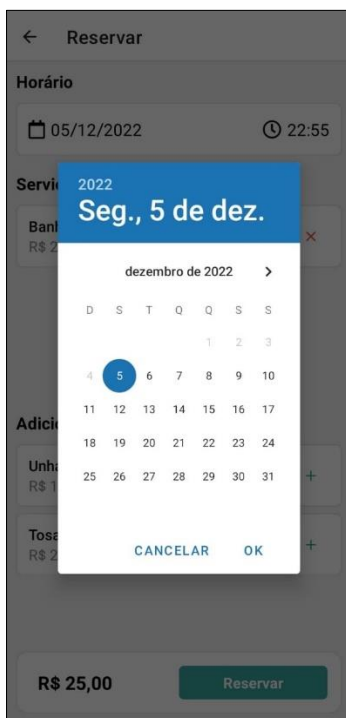 Reservar
Horário
05/12/2022 22:55
2022
Seg., 5 de dez.
R$
dezembro de 2022
D S T Q Q S S
1 2 3
4 5 6 7 8 9 10
11 12 13 14 15 16 17
18 19 20 21 22 23 24
25 26 27 28 29 30 31
R$
R$
CANCELAR OK
R$ 25,00 Reservar